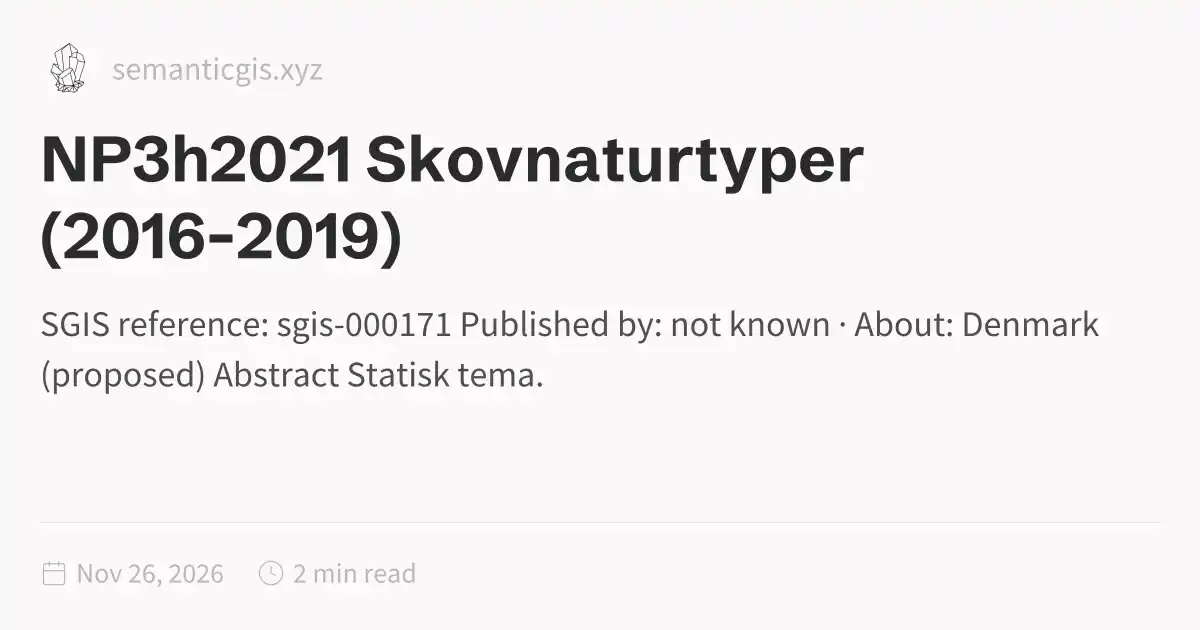 semanticgis.xyz
NP3h2021 Skovnaturtyper
(2016-2019)
SGIS reference: sgis-000171 Published by: not known · About: Denmark
(proposed) Abstract Statisk tema.
Nov 26, 2026 2 min read